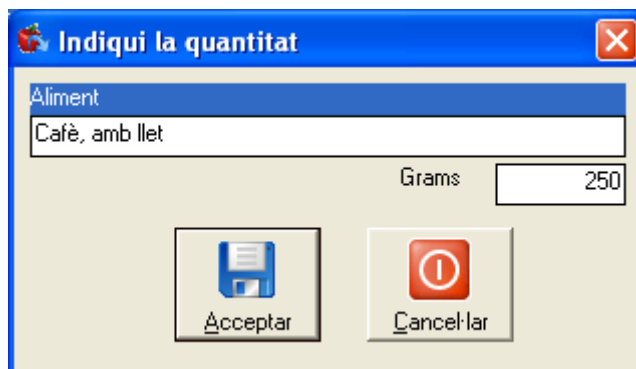 Indiqui la quantitat
Aliment
Cafè, amb llet
Grams 250
Acceptar Cancel·lar